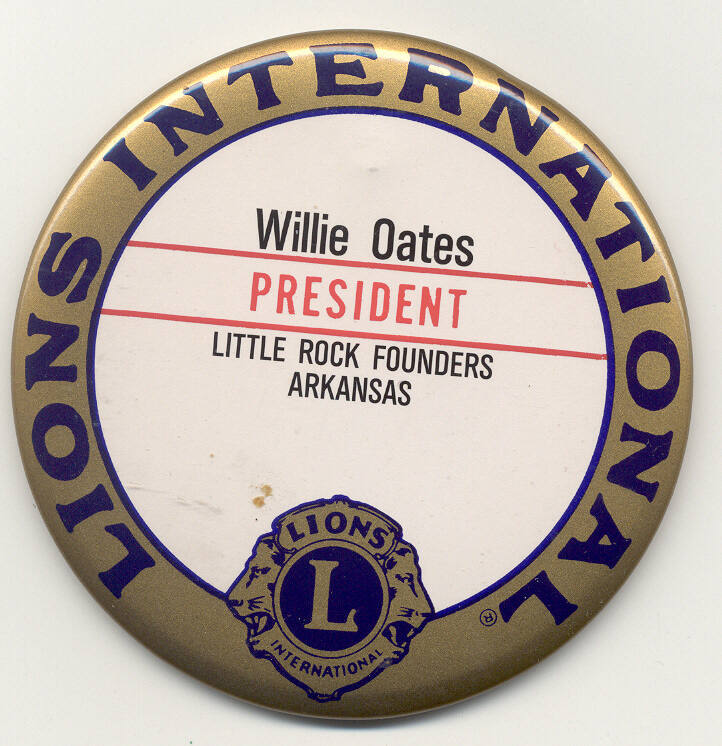 LIONS INTERNATIONAL
Willie Oates
PRESIDENT
LITTLE ROCK FOUNDERS
ARKANSAS
LIONS
L
INTERNATIONAL
®